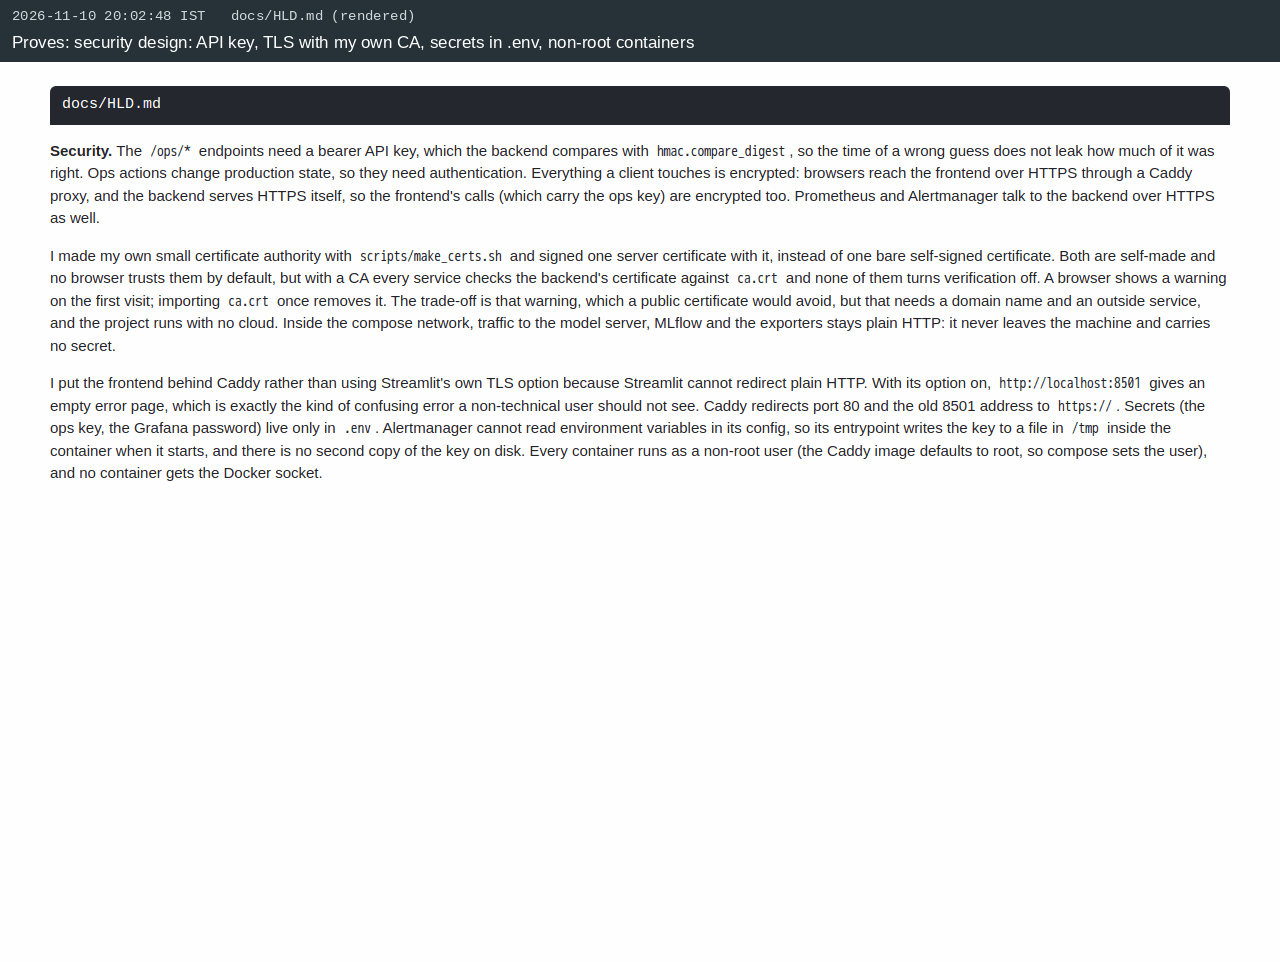 2026-11-10 20:02:48 IST   docs/HLD.md (rendered)
Proves: security design: API key, TLS with my own CA, secrets in .env, non-root containers
docs/HLD.md
Security. The /ops/* endpoints need a bearer API key, which the backend compares with hmac.compare_digest , so the time of a wrong guess does not leak how much of it was
right. Ops actions change production state, so they need authentication. Everything a client touches is encrypted: browsers reach the frontend over HTTPS through a Caddy
proxy, and the backend serves HTTPS itself, so the frontend's calls (which carry the ops key) are encrypted too. Prometheus and Alertmanager talk to the backend over HTTPS
as well.
I made my own small certificate authority with scripts/make_certs.sh and signed one server certificate with it, instead of one bare self-signed certificate. Both are self-made and
no browser trusts them by default, but with a CA every service checks the backend's certificate against ca.crt and none of them turns verification off. A browser shows a warning
on the first visit; importing ca.crt once removes it. The trade-off is that warning, which a public certificate would avoid, but that needs a domain name and an outside service,
and the project runs with no cloud. Inside the compose network, traffic to the model server, MLflow and the exporters stays plain HTTP: it never leaves the machine and carries
no secret.
I put the frontend behind Caddy rather than using Streamlit's own TLS option because Streamlit cannot redirect plain HTTP. With its option on, http://localhost:8501 gives an
empty error page, which is exactly the kind of confusing error a non-technical user should not see. Caddy redirects port 80 and the old 8501 address to https:// . Secrets (the
ops key, the Grafana password) live only in .env . Alertmanager cannot read environment variables in its config, so its entrypoint writes the key to a file in /tmp inside the
container when it starts, and there is no second copy of the key on disk. Every container runs as a non-root user (the Caddy image defaults to root, so compose sets the user),
and no container gets the Docker socket.